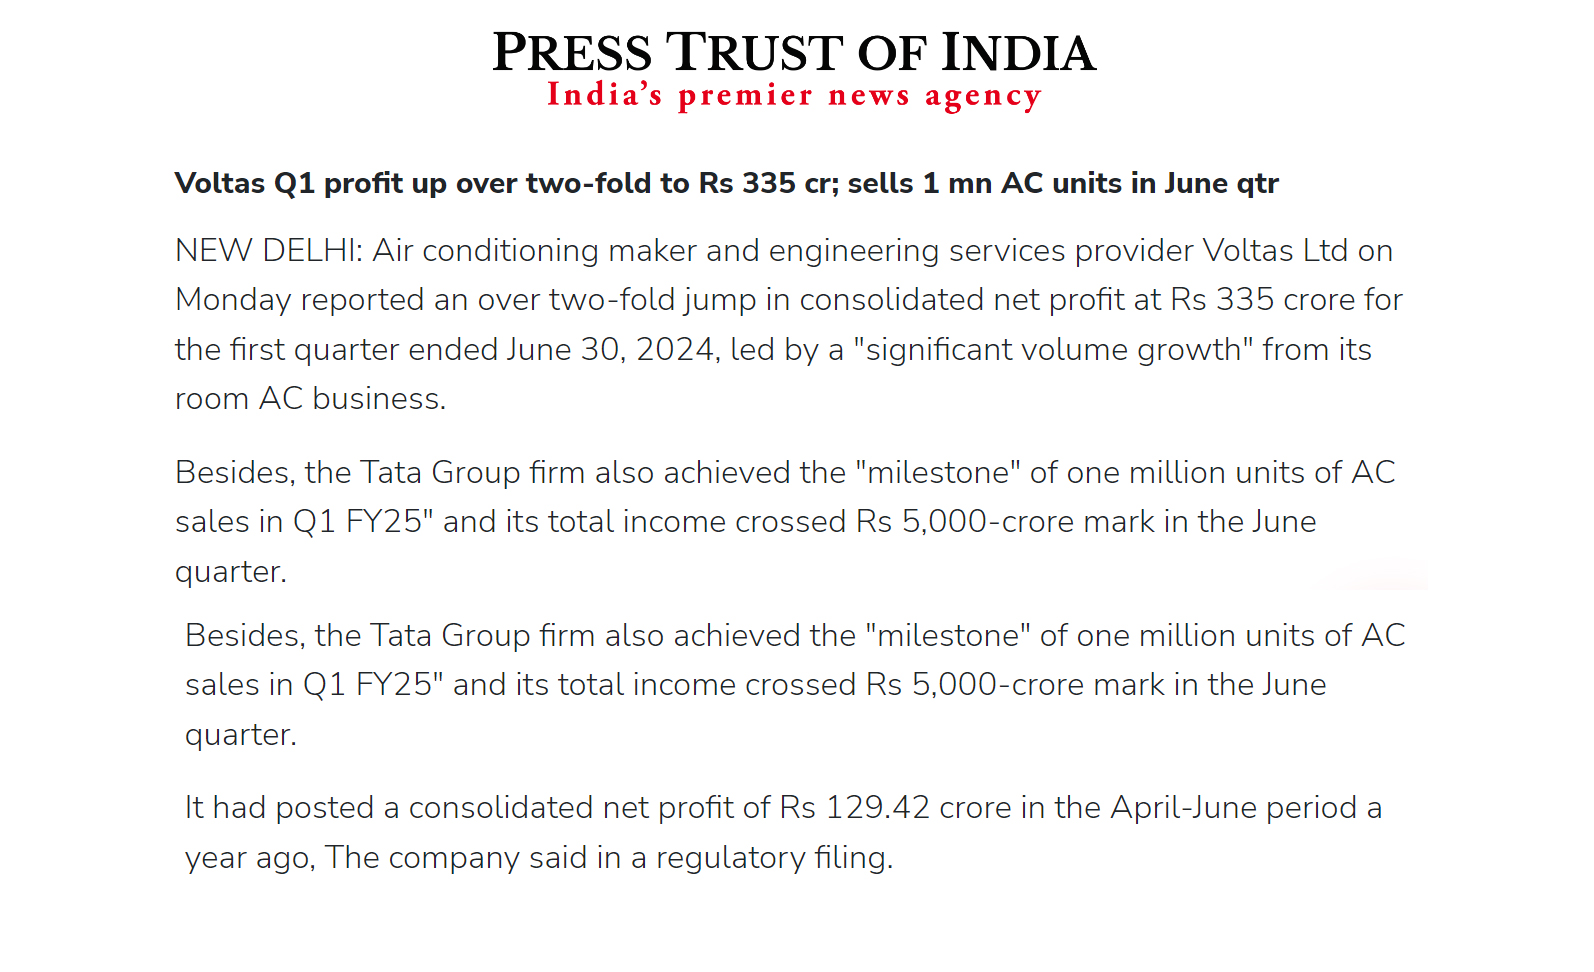 PRESS TRUST OF INDIA
India's premier news agency
Voltas Q1 profit up over two-fold to Rs 335 cr; sells 1 mn AC units in June qtr
NEW DELHI: Air conditioning maker and engineering services provider Voltas Ltd on
Monday reported an over two-fold jump in consolidated net profit at Rs 335 crore for
the first quarter ended June 30, 2024, led by a "significant volume growth" from its
room AC business.
Besides, the Tata Group firm also achieved the "milestone" of one million units of AC
sales in Q1 FY25" and its total income crossed Rs 5,000-crore mark in the June
quarter.
Besides, the Tata Group firm also achieved the "milestone" of one million units of AC
sales in Q1 FY25" and its total income crossed Rs 5,000-crore mark in the June
quarter.
It had posted a consolidated net profit of Rs 129.42 crore in the April-June period a
year ago, The company said in a regulatory filing.